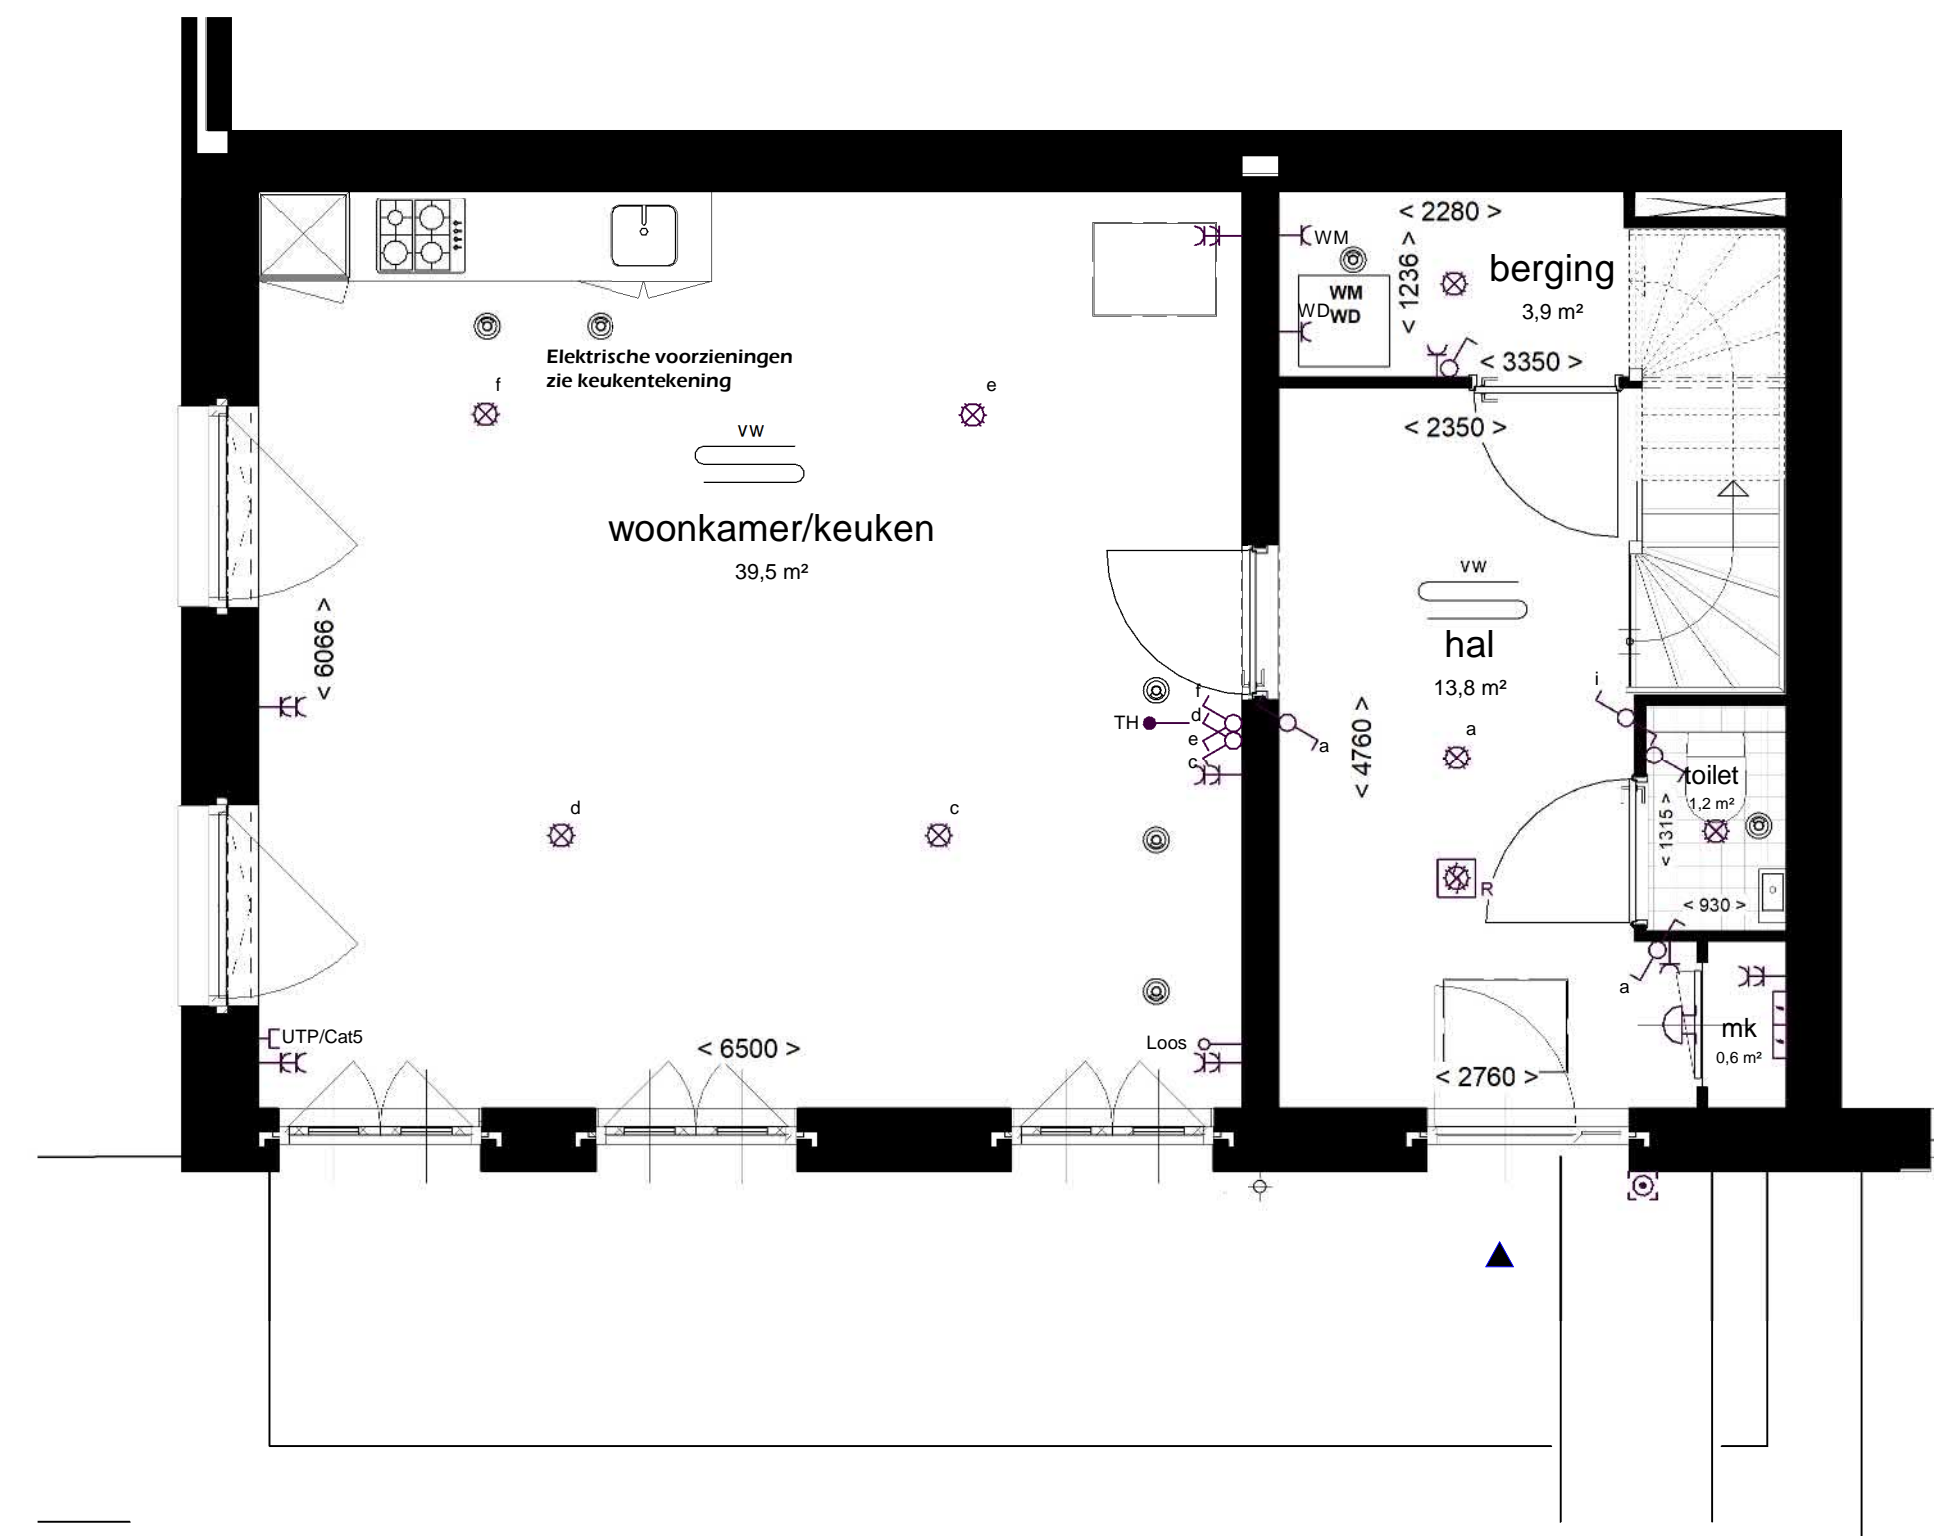 < 2280 >
WM
< 1236 >
berging
3,9 m²
WM
WD
WD
< 3350 >
Elektrische voorzieningen
zie keukentekening
f
e
vw
< 2350 >
woonkamer/keuken
39,5 m²
vw
hal
13,8 m²
< 6066 >
i
f
TH
d
e
c
a
a
< 4760 >
toilet
1,2 m²
< 1315 >
d
c
R
< 930 >
a
UTP/Cat5
Loos
mk
0,6 m²
< 6500 >
< 2760 >